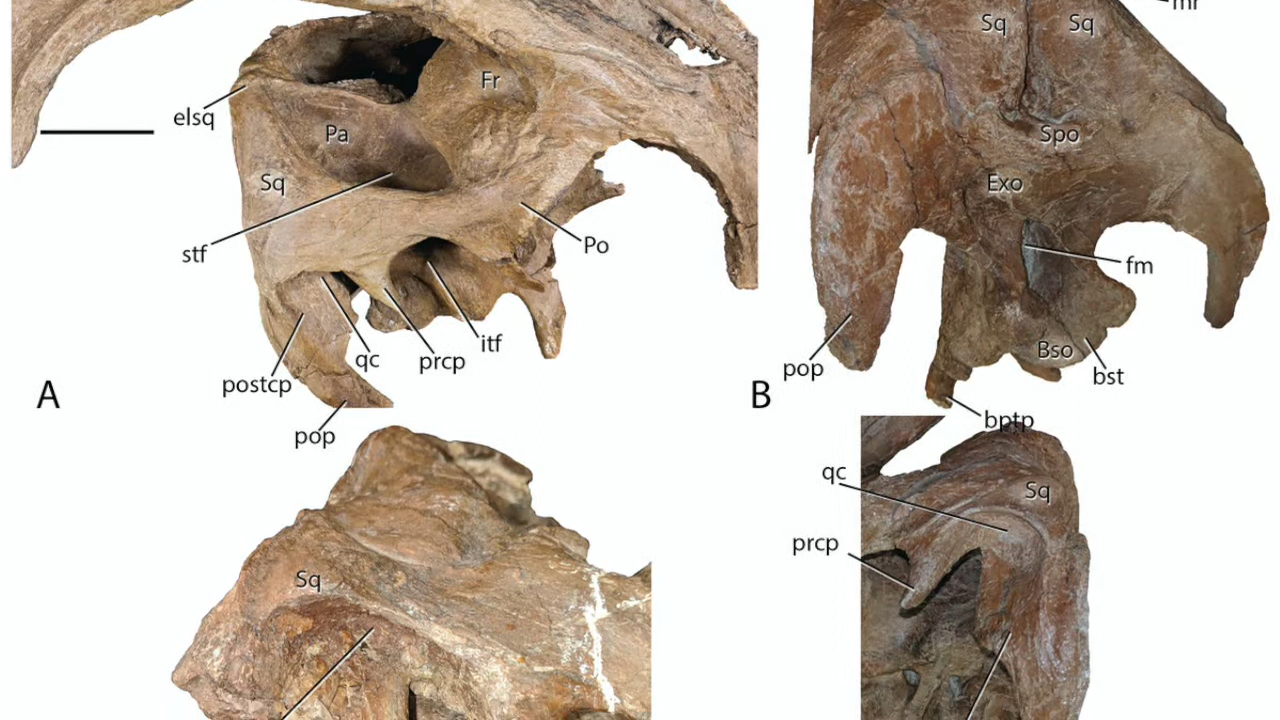 elsq
Fr
Pa
Sq
stf
Po
itf
qc
prcp
postcp
pop
A
mr
Sq
Sq
Spo
Exo
fm
Bso
bst
pop
bptp
B
Sq
qc
Sq
prcp